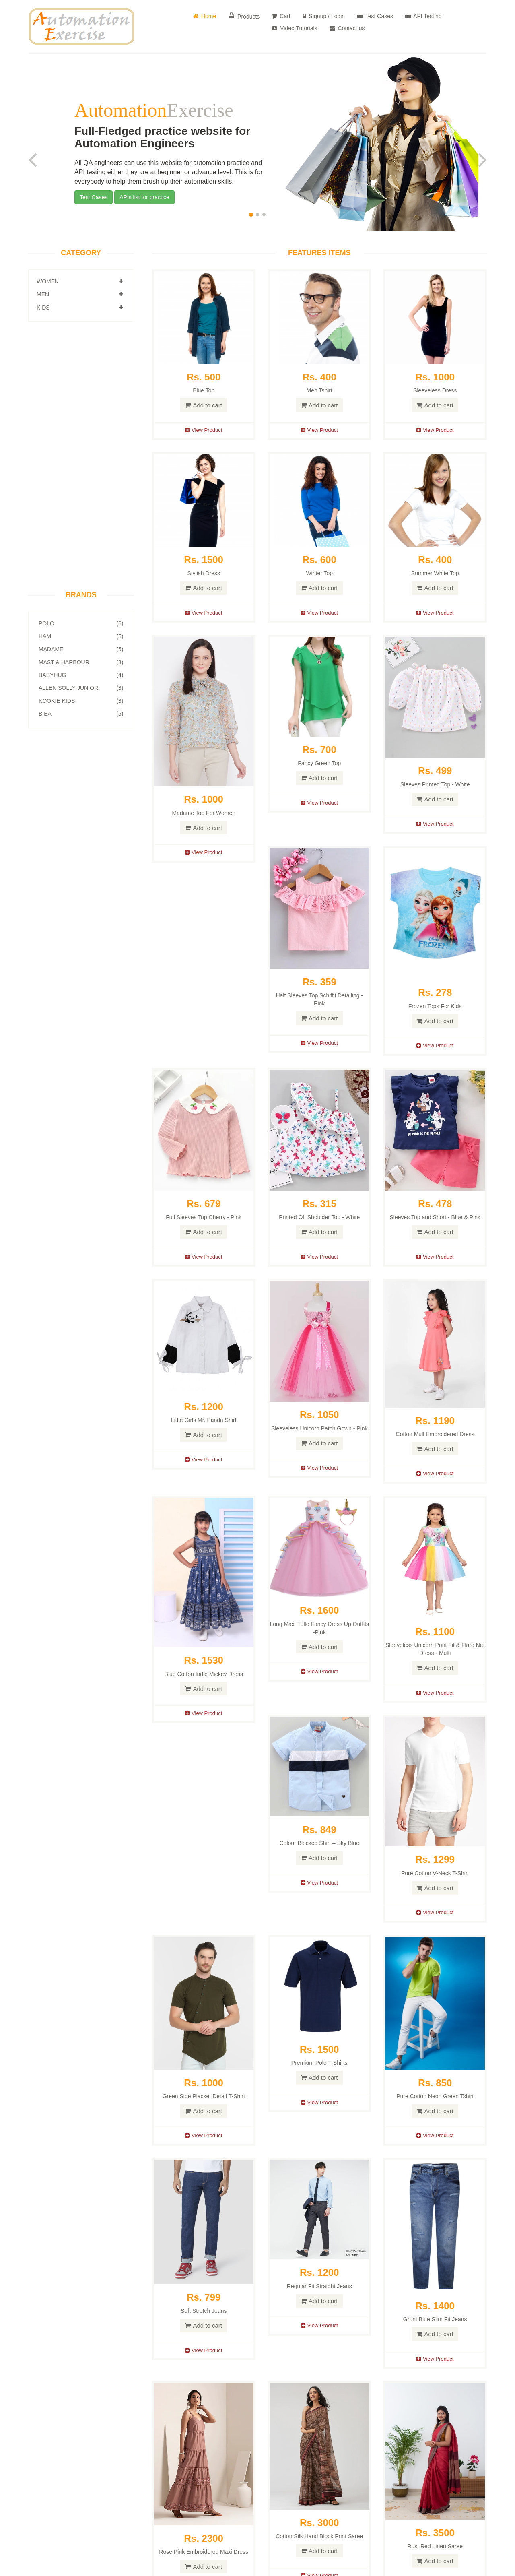 Automation
Exercise
Home
Products
Cart
Signup / Login
Test Cases
API Testing
Video Tutorials
Contact us
AutomationExercise
Full-Fledged practice website for
Automation Engineers
All QA engineers can use this website for automation practice and
API testing either they are at beginner or advance level. This is for
everybody to help them brush up their automation skills.
Test Cases
APIs list for practice
CATEGORY
WOMEN
MEN
KIDS
BRANDS
POLO (6)
H&M (5)
MADAME (5)
MAST & HARBOUR (3)
BABYHUG (4)
ALLEN SOLLY JUNIOR (3)
KOOKIE KIDS (3)
BIBA (5)
FEATURES ITEMS
Rs. 500
Blue Top
Add to cart
View Product
Rs. 400
Men Tshirt
Add to cart
View Product
Rs. 1000
Sleeveless Dress
Add to cart
View Product
Rs. 1500
Stylish Dress
Add to cart
View Product
Rs. 600
Winter Top
Add to cart
View Product
Rs. 400
Summer White Top
Add to cart
View Product
Rs. 1000
Madame Top For Women
Add to cart
View Product
Rs. 700
Fancy Green Top
Add to cart
View Product
Rs. 499
Sleeves Printed Top - White
Add to cart
View Product
Rs. 359
Half Sleeves Top Schiffli Detailing -
Pink
Add to cart
View Product
FROZEN
Rs. 278
Frozen Tops For Kids
Add to cart
View Product
Rs. 679
Full Sleeves Top Cherry - Pink
Add to cart
View Product
Rs. 315
Printed Off Shoulder Top - White
Add to cart
View Product
Rs. 478
Sleeves Top and Short - Blue & Pink
Add to cart
View Product
Rs. 1200
Little Girls Mr. Panda Shirt
Add to cart
View Product
Rs. 1050
Sleeveless Unicorn Patch Gown - Pink
Add to cart
View Product
Rs. 1190
Cotton Mull Embroidered Dress
Add to cart
View Product
Rs. 1530
Blue Cotton Indie Mickey Dress
Add to cart
View Product
Rs. 1600
Long Maxi Tulle Fancy Dress Up Outfits
-Pink
Add to cart
View Product
Rs. 1100
Sleeveless Unicorn Print Fit & Flare Net
Dress - Multi
Add to cart
View Product
Rs. 849
Colour Blocked Shirt – Sky Blue
Add to cart
View Product
Rs. 1299
Pure Cotton V-Neck T-Shirt
Add to cart
View Product
Rs. 1000
Green Side Placket Detail T-Shirt
Add to cart
View Product
Rs. 1500
Premium Polo T-Shirts
Add to cart
View Product
Rs. 850
Pure Cotton Neon Green Tshirt
Add to cart
View Product
Rs. 799
Soft Stretch Jeans
Add to cart
View Product
Rs. 1200
Regular Fit Straight Jeans
Add to cart
View Product
Rs. 1400
Grunt Blue Slim Fit Jeans
Add to cart
View Product
Rs. 2300
Rose Pink Embroidered Maxi Dress
Add to cart
Rs. 3000
Cotton Silk Hand Block Print Saree
Add to cart
View Product
Rs. 3500
Rust Red Linen Saree
Add to cart